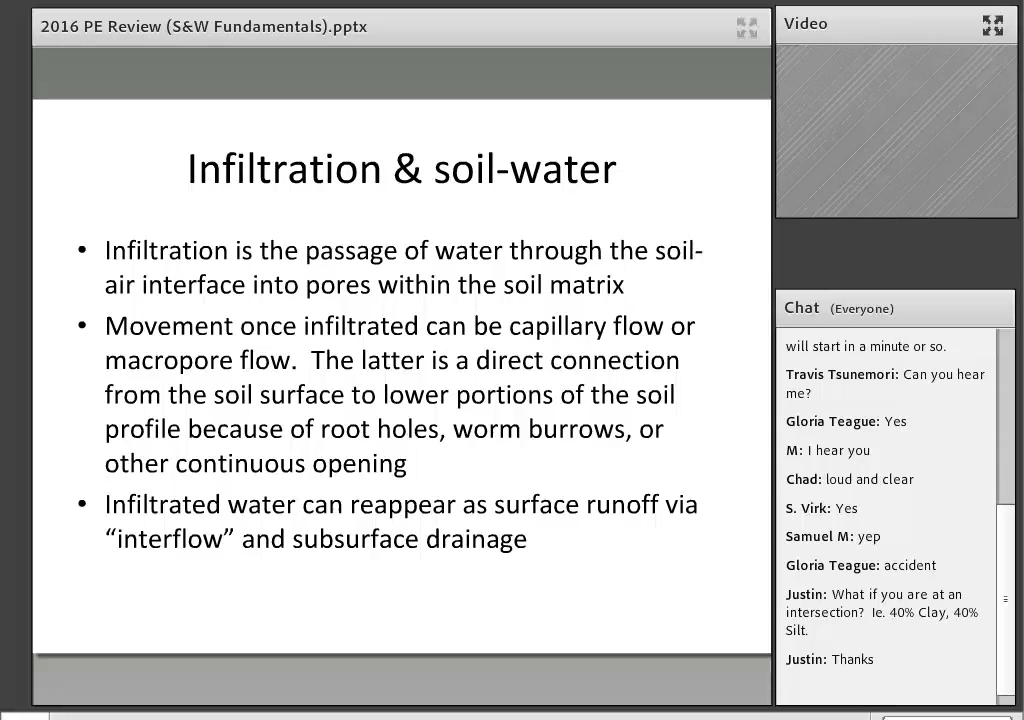 2016 PE Review (S&W Fundamentals).pptx
Infiltration & soil-water
• Infiltration is the passage of water through the soil-
air interface into pores within the soil matrix
• Movement once infiltrated can be capillary flow or
macropore flow.  The latter is a direct connection
from the soil surface to lower portions of the soil
profile because of root holes, worm burrows, or
other continuous opening
• Infiltrated water can reappear as surface runoff via
“interflow” and subsurface drainage
Video
Chat (Everyone)
will start in a minute or so.
Travis Tsunemori: Can you hear
me?
Gloria Teague: Yes
M: I hear you
Chad: loud and clear
S. Virk: Yes
Samuel M: yep
Gloria Teague: accident
Justin: What if you are at an
intersection?  Ie. 40% Clay, 40%
Silt.
Justin: Thanks